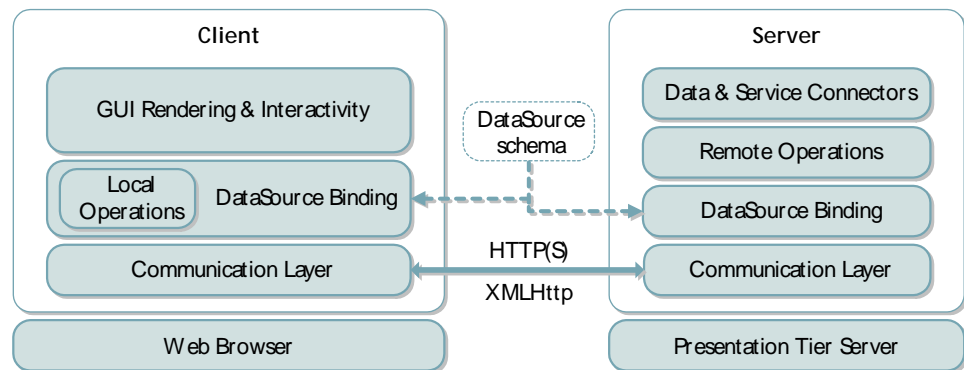 Client
GUI Rendering & Interactivity
Local
Operations
DataSource Binding
Communication Layer
Web Browser
DataSource
schema
HTTP(S)
XMLHttp
Server
Data & Service Connectors
Remote Operations
DataSource Binding
Communication Layer
Presentation Tier Server